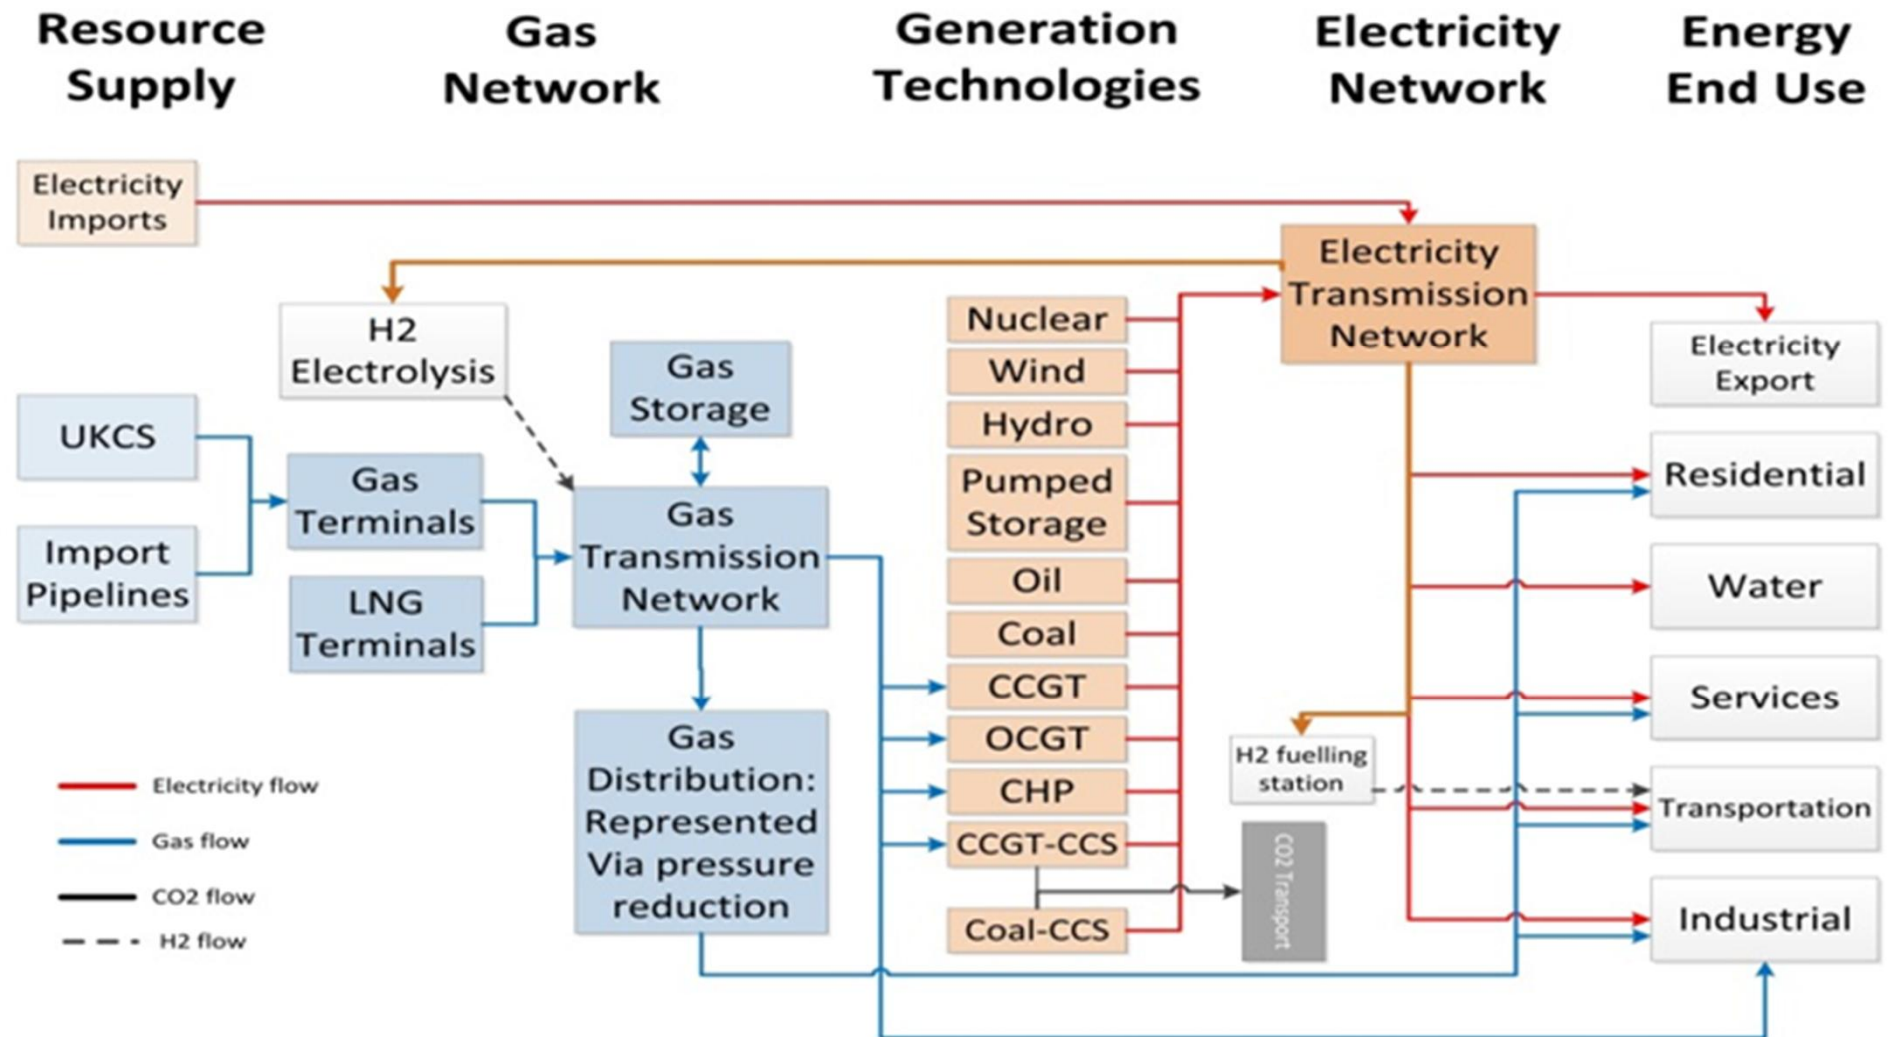 Resource
Supply
Gas
Network
Generation
Technologies
Electricity
Network
Energy
End Use
Electricity
Imports
Electricity
Transmission
Network
H2
Electrolysis
Gas
Storage
Nuclear
Wind
Hydro
Pumped
Storage
Oil
Coal
CCGT
OCGT
CHP
CCGT-CCS
Coal-CCS
Electricity
Export
UKCS
Import
Pipelines
Gas
Terminals
LNG
Terminals
Gas
Transmission
Network
Gas
Distribution:
Represented
Via pressure
reduction
Residential
Water
Services
H2 fuelling
station
Transportation
CO2 Transport
Industrial
Electricity flow
Gas flow
CO2 flow
H2 flow